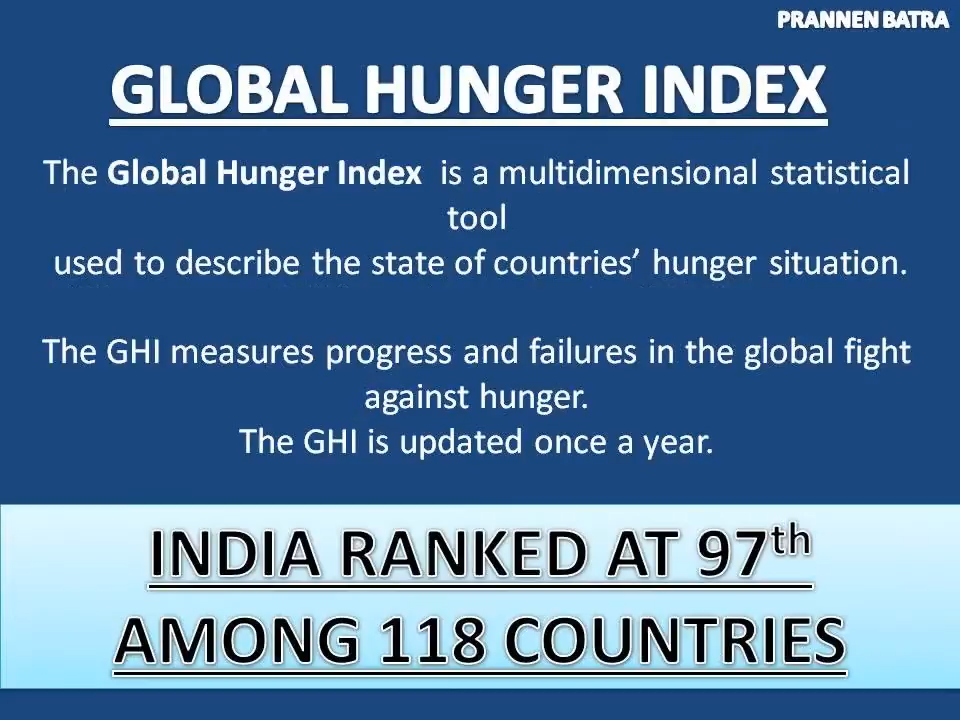 PRANNEN BATRA
GLOBAL HUNGER INDEX
The Global Hunger Index is a multidimensional statistical
tool
used to describe the state of countries’ hunger situation.
The GHI measures progress and failures in the global fight
against hunger.
The GHI is updated once a year.
INDIA RANKED AT 97th
AMONG 118 COUNTRIES